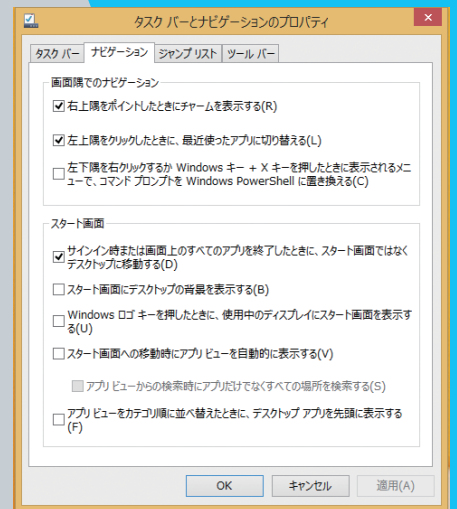 タスク バーとナビゲーションのプロパティ
タスク バー ナビゲーション ジャンプ リスト ツール バー
画面隅でのナビゲーション
右上隅をポイントしたときにチャームを表示する(R)
左上隅をクリックしたときに、最近使ったアプリに切り替える(L)
左下隅を右クリックするか Windows キー + X キーを押したときに表示されるメニ
ューで、コマンド プロンプトを Windows PowerShell に置き換える(C)
スタート画面
サインイン時または画面上のすべてのアプリを終了したときに、スタート画面ではなく
デスクトップに移動する(D)
スタート画面にデスクトップの背景を表示する(B)
Windows ロゴ キーを押したときに、使用中のディスプレイにスタート画面を表示す
る(U)
スタート画面への移動時にアプリ ビューを自動的に表示する(V)
アプリ ビューからの検索時にアプリだけでなくすべての場所を検索する(S)
アプリ ビューをカテゴリ順に並べ替えたときに、デスクトップ アプリを先頭に表示する
(F)
OK キャンセル 適用(A)